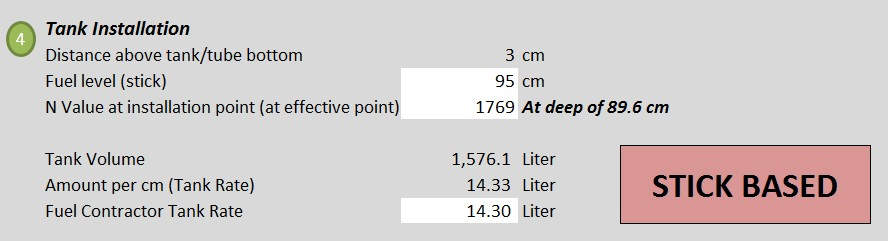 4
Tank Installation
Distance above tank/tube bottom 3 cm
Fuel level (stick) 95 cm
N Value at installation point (at effective point) 1769 At deep of 89.6 cm
Tank Volume 1,576.1 Liter
Amount per cm (Tank Rate) 14.33 Liter
Fuel Contractor Tank Rate 14.30 Liter
STICK BASED